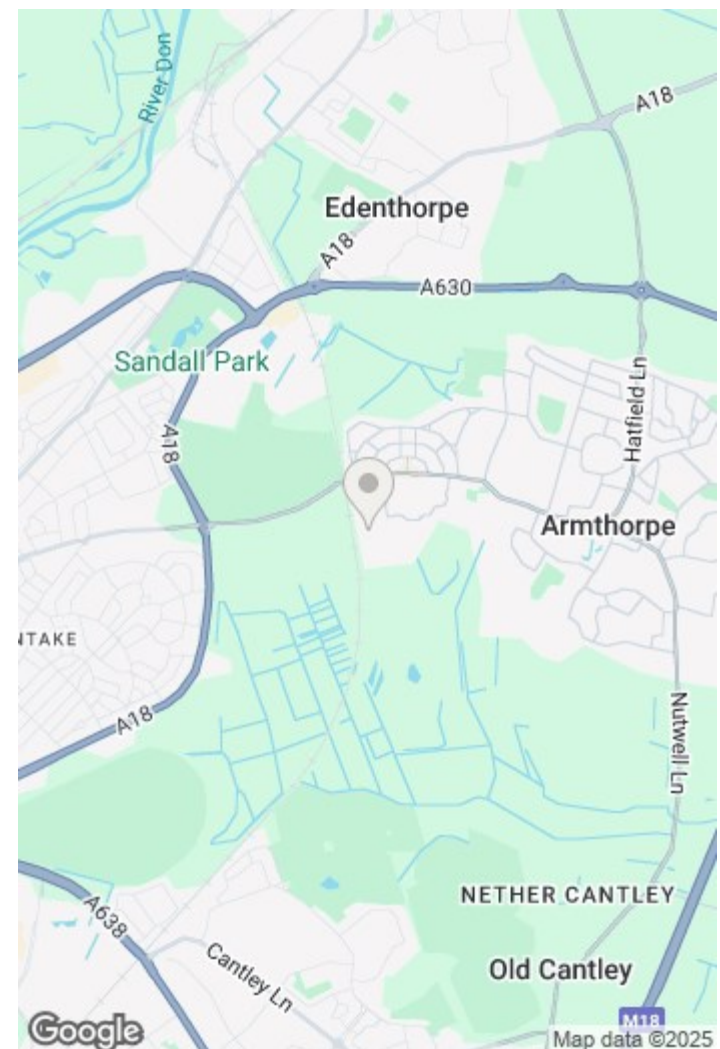 River Don
A18
Edenthorpe
A18
A630
Sandall Park
Hatfield Ln
A18
Armthorpe
NTAKE
A18
Nutwell Ln
NETHER CANTLEY
A638
Cantley Ln
Old Cantley
M18
Google
Map data ©2025